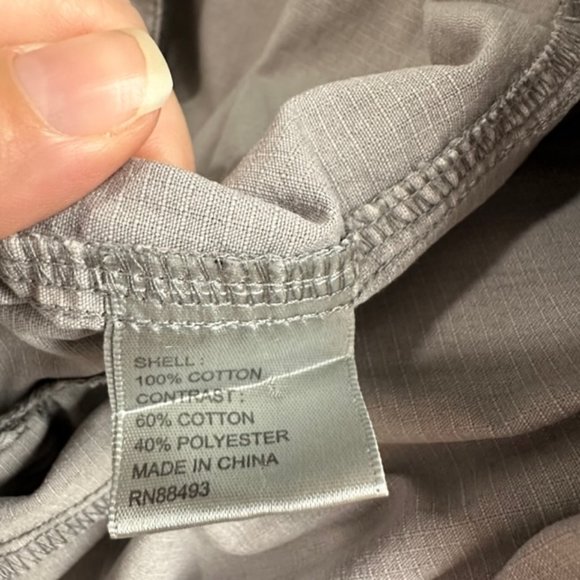 SHELL :
100% COTTON
CONTRAST :
60% COTTON
40% POLYESTER
MADE IN CHINA
RN88493